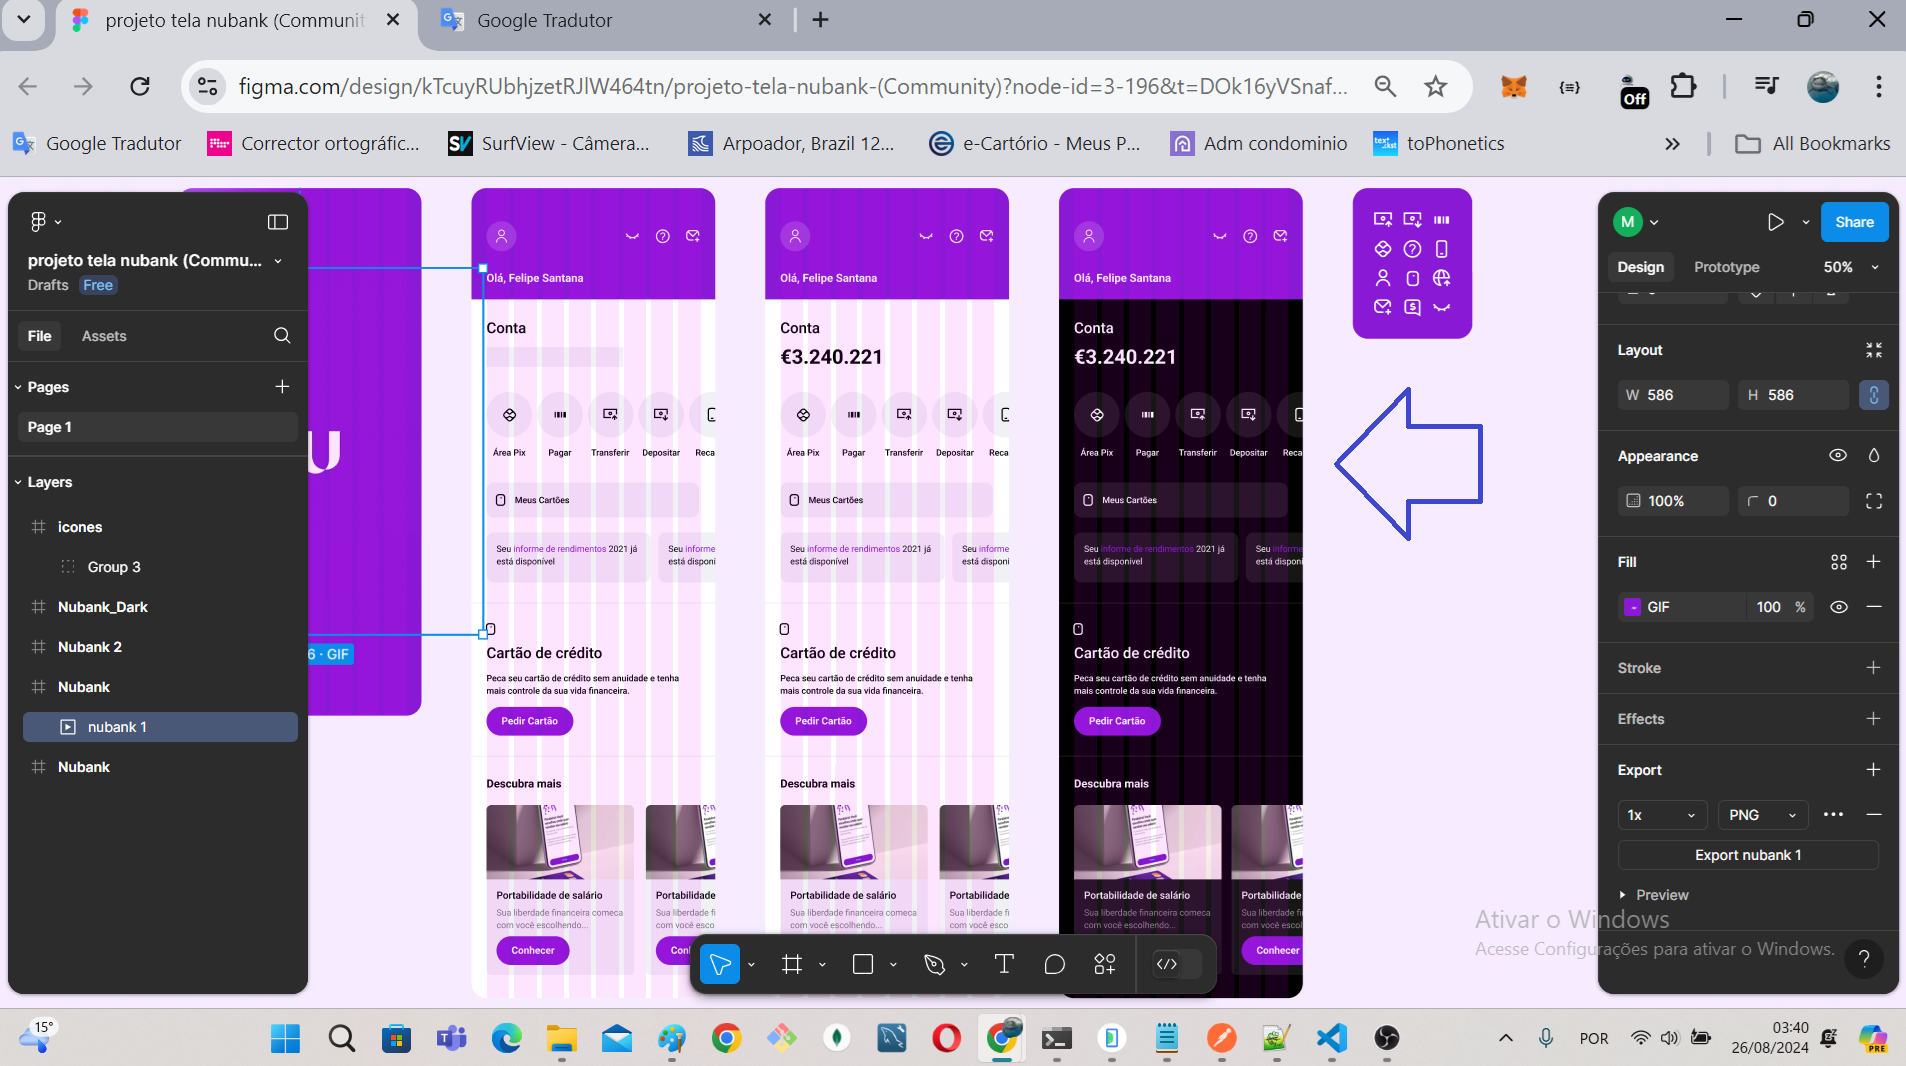 projeto tela nubank (Communit
Google Tradutor
figma.com/design/kTcuyRUbhjzetRJlW464tn/projeto-tela-nubank-(Community)?node-id=3-196&t=DOk16yVSnaf...
Off
Google Tradutor
Corrector ortográfic...
SurfView - Câmera...
Arpoador, Brazil 12...
e-Cartório - Meus P...
Adm condominio
toPhonetics
All Bookmarks
projeto tela nubank (Commu...
Drafts
Free
File
Assets
Pages
Page 1
Layers
icones
Group 3
Nubank_Dark
Nubank 2
Nubank
nubank 1
Nubank
6 · GIF
Olá, Felipe Santana
Conta
Área Pix
Pagar
Transferir
Depositar
Reca
Meus Cartões
Seu informe de rendimentos 2021 já
está disponível
Seu informe
está disponí
Cartão de crédito
Peca seu cartão de crédito sem anuidade e tenha
mais controle da sua vida financeira.
Pedir Cartão
Descubra mais
Portabilidade de salário
Sua liberdade financeira comeca
com você escolhendo...
Conhecer
Portabilidade
Sua liberdade fi
com você esco
Con
Olá, Felipe Santana
Conta
€3.240.221
Área Pix
Pagar
Transferir
Depositar
Reca
Meus Cartões
Seu informe de rendimentos 2021 já
está disponível
Seu informe
está disponí
Cartão de crédito
Peca seu cartão de crédito sem anuidade e tenha
mais controle da sua vida financeira.
Pedir Cartão
Descubra mais
Portabilidade de salário
Sua liberdade financeira comeca
com você escolhendo...
Portabilidade
Sua liberdade fi
com você esco
Olá, Felipe Santana
Conta
€3.240.221
Área Pix
Pagar
Transferir
Depositar
Reca
Meus Cartões
Seu informe de rendimentos 2021 já
está disponível
Seu informe
está disponí
Cartão de crédito
Peca seu cartão de crédito sem anuidade e tenha
mais controle da sua vida financeira.
Pedir Cartão
Descubra mais
Portabilidade de salário
Sua liberdade financeira comeca
com você escolhendo...
Portabilidade
Sua liberdade fi
com você esco
Conhecer
M
Share
Design
Prototype
50%
Layout
W 586
H 586
Appearance
100%
0
Fill
GIF
100 %
Stroke
Effects
Export
1x
PNG
Export nubank 1
Preview
Ativar o Windows
Acesse Configurações para ativar o Windows.
15°
POR
03:40
26/08/2024
PRE